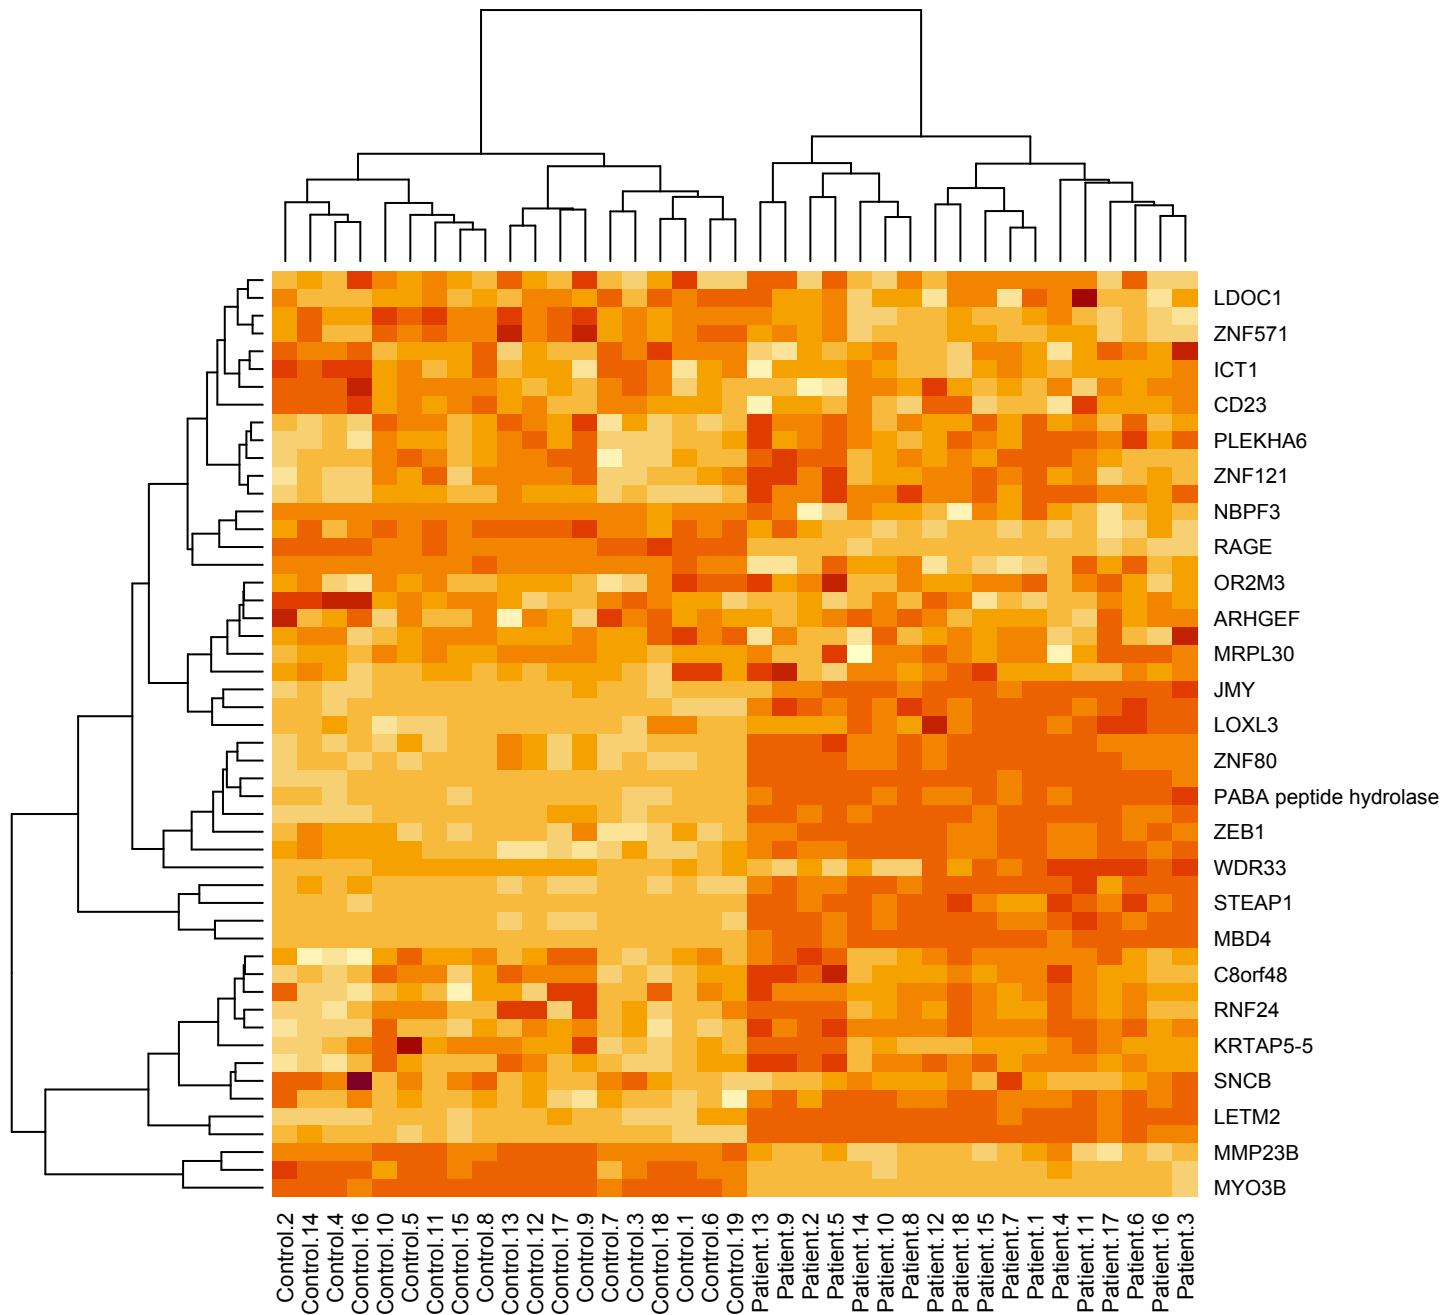 LDOC1
ZNF571
ICT1
CD23
PLEKHA6
ZNF121
NBPF3
RAGE
OR2M3
ARHGEF
MRPL30
JMY
LOXL3
ZNF80
PABA peptide hydrolase
ZEB1
WDR33
STEAP1
MBD4
C8orf48
RNF24
KRTAP5-5
SNCB
LETM2
MMP23B
MYO3B
Control.2
Control.14
Control.4
Control.16
Control.10
Control.5
Control.11
Control.15
Control.8
Control.13
Control.12
Control.17
Control.9
Control.7
Control.3
Control.18
Control.1
Control.6
Control.19
Patient.13
Patient.9
Patient.2
Patient.5
Patient.14
Patient.10
Patient.8
Patient.12
Patient.18
Patient.15
Patient.7
Patient.1
Patient.4
Patient.11
Patient.17
Patient.6
Patient.16
Patient.3